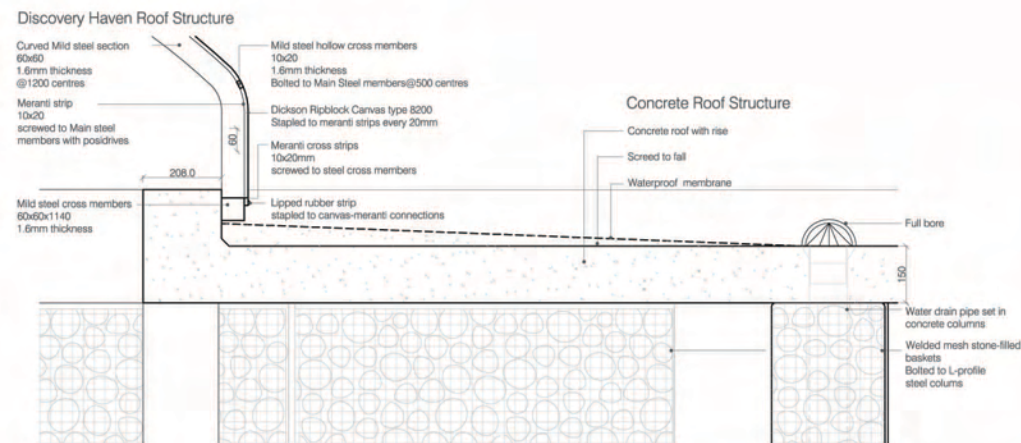 Discovery Haven Roof Structure
Curved Mild steel section
60x60
1.6mm thickness
@1200 centres
Meranti strip
10x20
screwed to Main steel
members with posidrives
208.0
Mild steel cross members
60x60x1140
1.6mm thickness
Mild steel hollow cross members
10x20
1.6mm thickness
Bolted to Main Steel members@500 centres
Dickson Ripblock Canvas type 8200
Stapled to meranti strips every 20mm
60
Meranti cross strips
10x20mm
screwed to steel cross members
Lipped rubber strip
stapled to canvas-meranti connections
Concrete Roof Structure
Concrete roof with rise
Screed to fall
Waterproof membrane
Full bore
150
Water drain pipe set in
concrete columns
Welded mesh stone-filled
baskets
Bolted to L-profile
steel colums